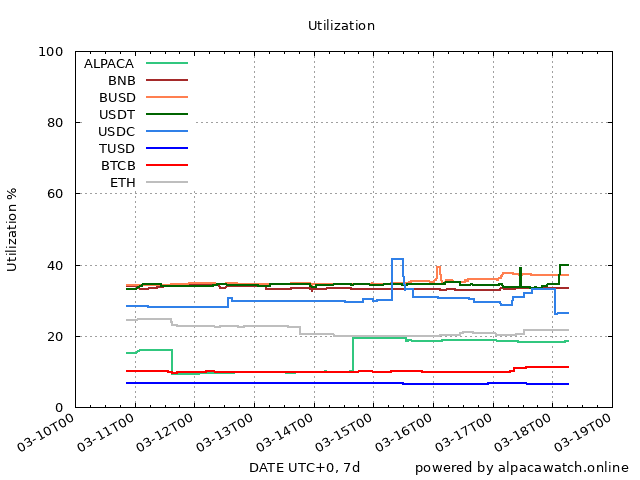 Utilization
100
80
60
40
20
0
Utilization %
ALPACA
BNB
BUSD
USDT
USDC
TUSD
BTCB
ETH
03-10T00
03-11T00
03-12T00
03-13T00
03-14T00
03-15T00
03-16T00
03-17T00
03-18T00
03-19T00
DATE UTC+0, 7d
powered by alpacawatch.online